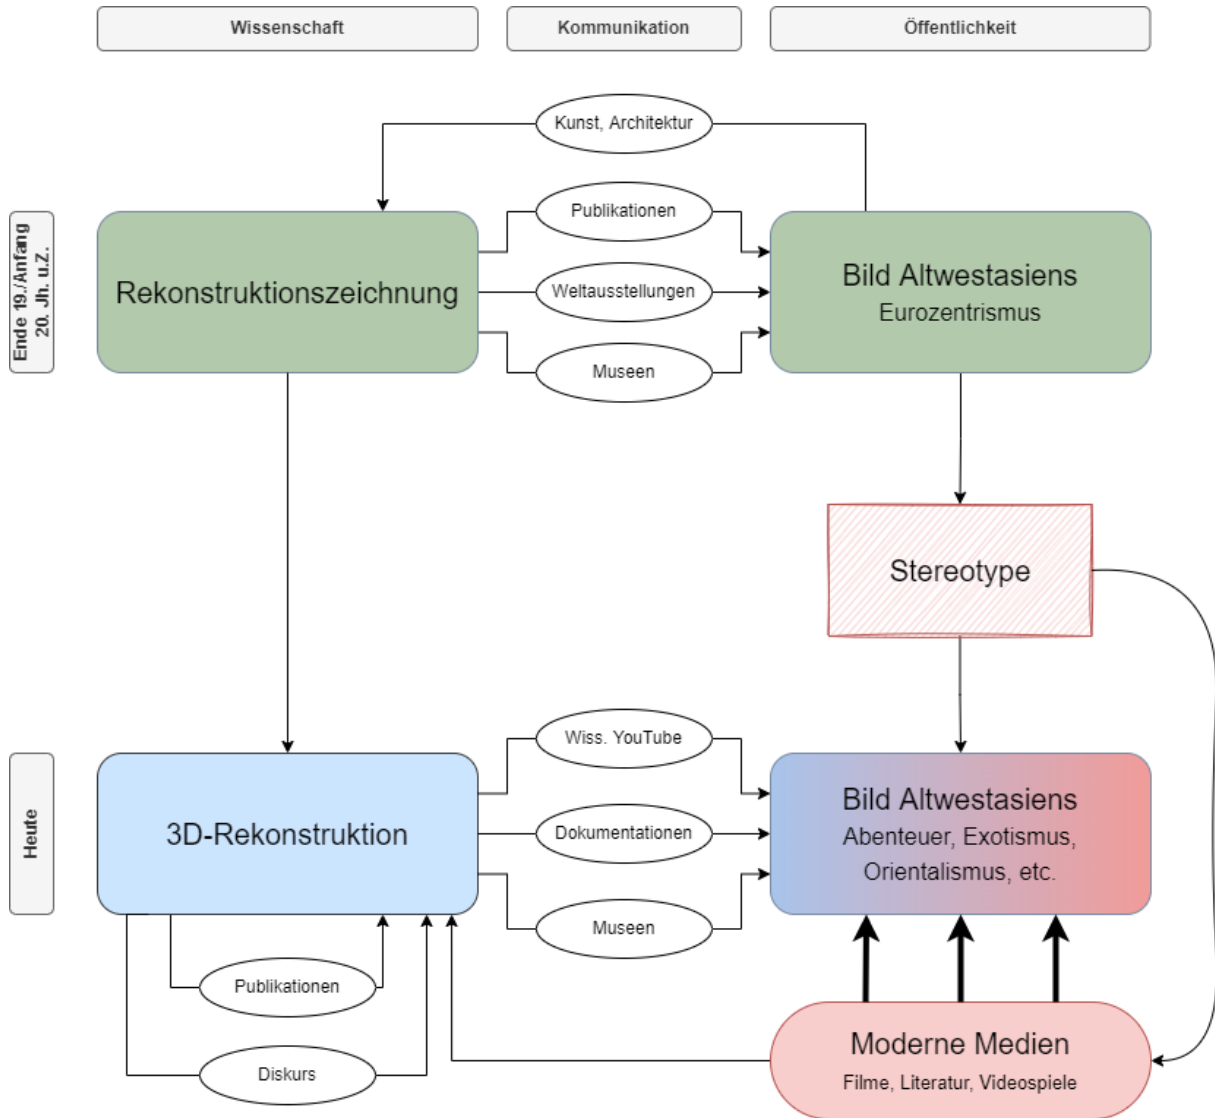 Wissenschaft
Kommunikation
Öffentlichkeit
Kunst, Architektur
Ende 19./Anfang
20. Jh. u.Z.
Rekonstruktionszeichnung
Publikationen
Weltausstellungen
Museen
Bild Altwestasiens
Eurozentrismus
Stereotype
Heute
3D-Rekonstruktion
Wiss. YouTube
Dokumentationen
Museen
Bild Altwestasiens
Abenteuer, Exotismus,
Orientalismus, etc.
Publikationen
Diskurs
Moderne Medien
Filme, Literatur, Videospiele